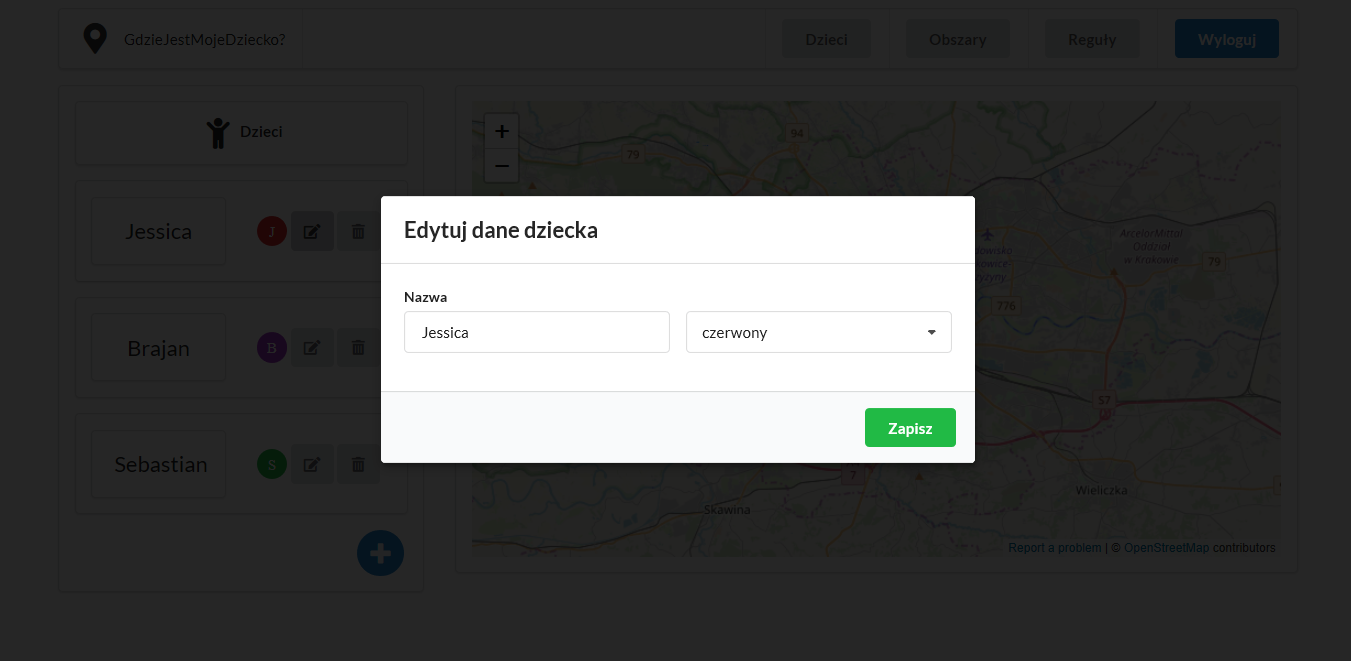 GdzieJestMojeDziecko?
Dzieci
Obszary
Reguły
Wyloguj
Dzieci
Jessica
J
Brajan
B
Sebastian
S
+
−
94
79
ArcelorMittal
Oddział
w Krakowie
79
776
S7
7
Wieliczka
Skawina
Report a problem | © OpenStreetMap contributors
Edytuj dane dziecka
Nazwa
Jessica
czerwony
Zapisz